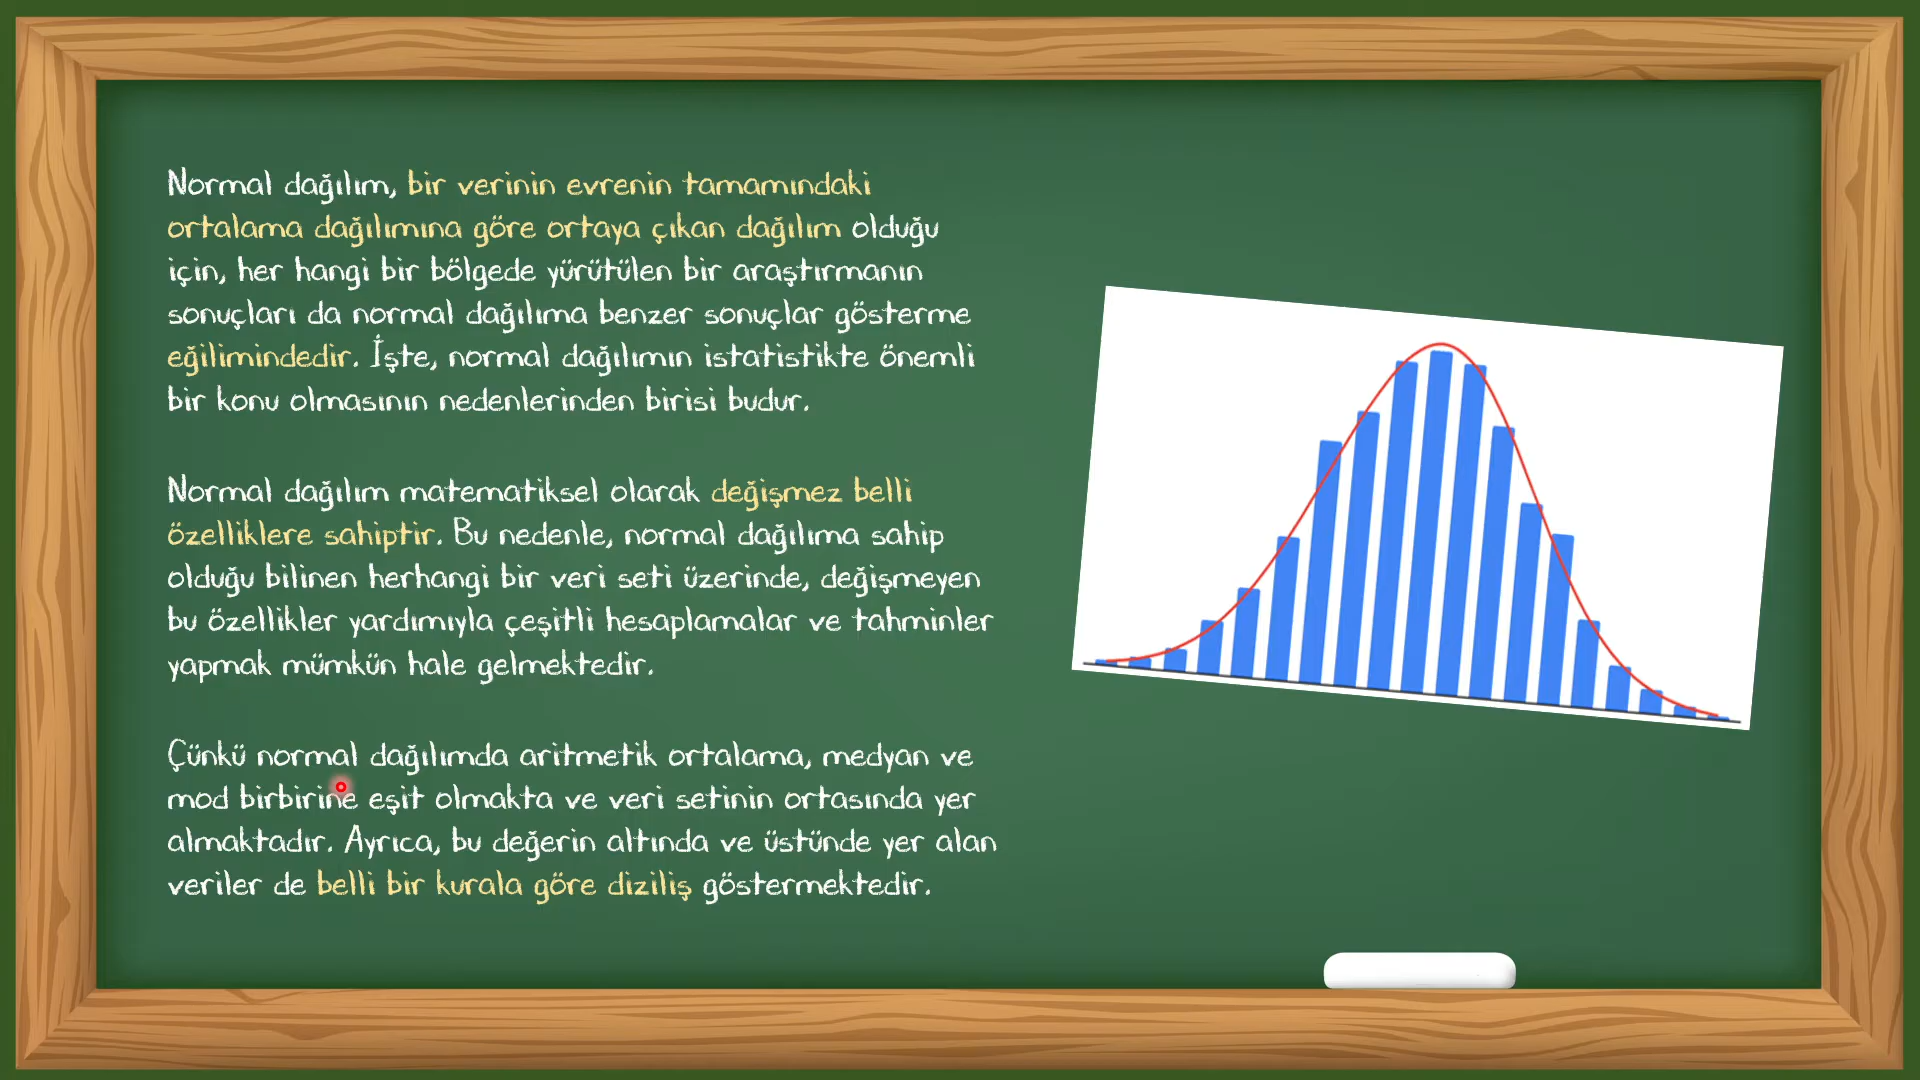 Normal dağılım, bir verinin evrenin tamamındaki
ortalama dağılımına göre ortaya çıkan dağılım olduğu
için, her hangi bir bölgede yürütülen bir araştırmanın
sonuçları da normal dağılıma benzer sonuçlar gösterme
eğilimindedir. İşte, normal dağılımın istatistikte önemli
bir konu olmasının nedenlerinden birisi budur.
Normal dağılım matematiksel olarak değişmez belli
özelliklere sahiptir. Bu nedenle, normal dağılıma sahip
olduğu bilinen herhangi bir veri seti üzerinde, değişmeyen
bu özellikler yardımıyla çeşitli hesaplamalar ve tahminler
yapmak mümkün hale gelmektedir.
Çünkü normal dağılımda aritmetik ortalama, medyan ve
mod birbirine eşit olmakta ve veri setinin ortasında yer
almaktadır. Ayrıca, bu değerin altında ve üstünde yer alan
veriler de belli bir kurala göre diziliş göstermektedir.